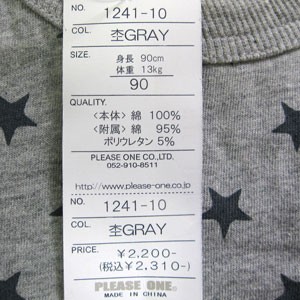 NO.
1241-10
COL.
杢GRAY
SIZE.
身長 90cm
体重 13kg
90
QUALITY.
〈本体〉綿 100%
〈附属〉綿 95%
ポリウレタン 5%
PLEASE ONE CO.,LTD.
052-910-8511
http://www.please-one.co.jp
NO.
1241-10
COL.
杢GRAY
PRICE.
¥2,200-
(税込¥2,310-)
PLEASE ONE.
MADE IN CHINA